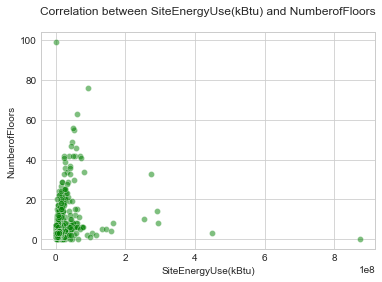 Correlation between SiteEnergyUse(kBtu) and NumberofFloors
100
80
60
40
20
0
NumberofFloors
0 2 4 6 8
1e8
SiteEnergyUse(kBtu)